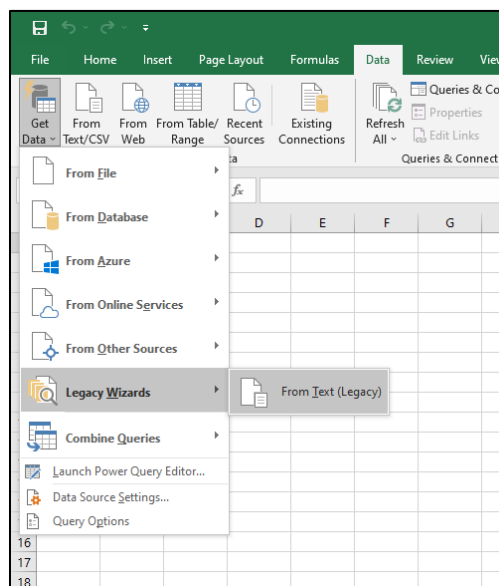 File Home Insert Page Layout Formulas Data Review
Get Data
From Text/CSV
From Web
From Table/ Range
Recent Sources
Existing Connections
Refresh All
Queries &
Properties
Edit Links
Queries & Connect
fx
D E F G
From File
From Database
From Azure
From Online Services
From Other Sources
Legacy Wizards
From Text (Legacy)
Combine Queries
Launch Power Query Editor...
Data Source Settings...
Query Options
16
17
18